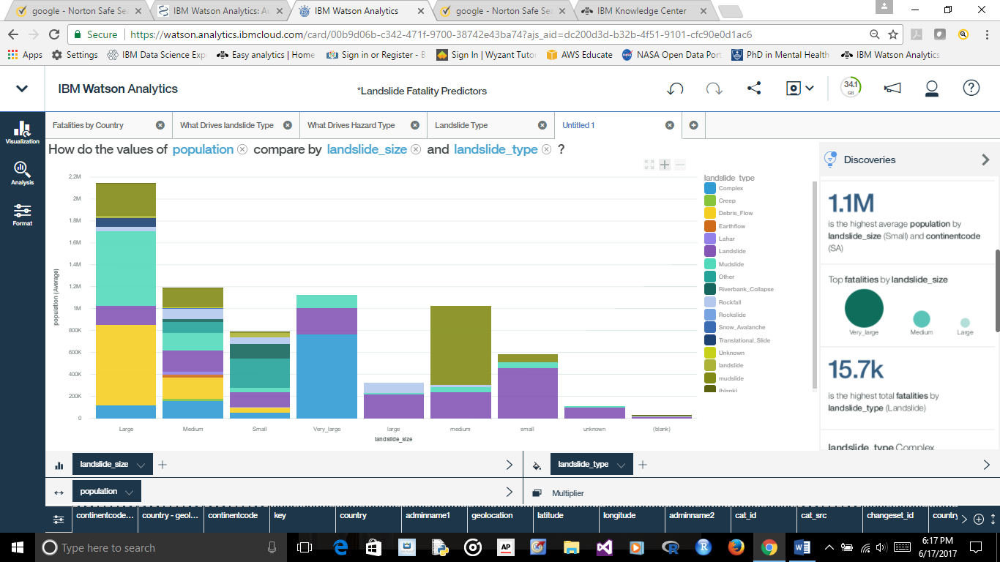 google - Norton Safe Sea
IBM Watson Analytics: Au
IBM Watson Analytics
google - Norton Safe Sea
IBM Knowledge Center
Secure
https://watson.analytics.ibmcloud.com/card/00b9d06b-c342-471f-9700-38742e43ba74?ajs_aid=dc200d3d-b32b-4f51-9101-cfc90e0d1ac6
Apps
Settings
IBM Data Science Exp
Easy analytics | Home
Sign in or Register - B
Sign In | Wyzant Tutor
AWS Educate
NASA Open Data Port
PhD in Mental Health
IBM Watson Analytics
IBM Watson Analytics
*Landslide Fatality Predictors
34.1
GB
Visualization
Analysis
Format
Fatalities by Country
What Drives landslide Type
What Drives Hazard Type
Landslide Type
Untitled 1
How do the values of population compare by landslide_size and landslide_type ?
population (Average)
2.2M
2M
1.8M
1.6M
1.4M
1.2M
1M
800K
600K
400K
200K
0
Large
Medium
Small
Very_large
large
medium
small
unknown
(blank)
landslide_size
landslide_type
Complex
Creep
Debris_Flow
Earthflow
Lahar
Landslide
Mudslide
Other
Riverbank_Collapse
Rockfall
Rockslide
Snow_Avalanche
Translational_Slide
Unknown
landslide
mudslide
(blank)
Discoveries
1.1M
is the highest average population by
landslide_size (Small) and continentcode
(SA)
Top fatalities by landslide_size
Very_large
Medium
Large
15.7k
is the highest total fatalities by
landslide_type (Landslide)
landslide_type Complex
landslide_size
landslide_type
population
Multiplier
continentcode...
country - geol...
continentcode
key
country
adminname1
geolocation
latitude
longitude
adminname2
cat_id
cat_src
changeset_id
country
Type here to search
AP
R
R
6:17 PM
6/17/2017